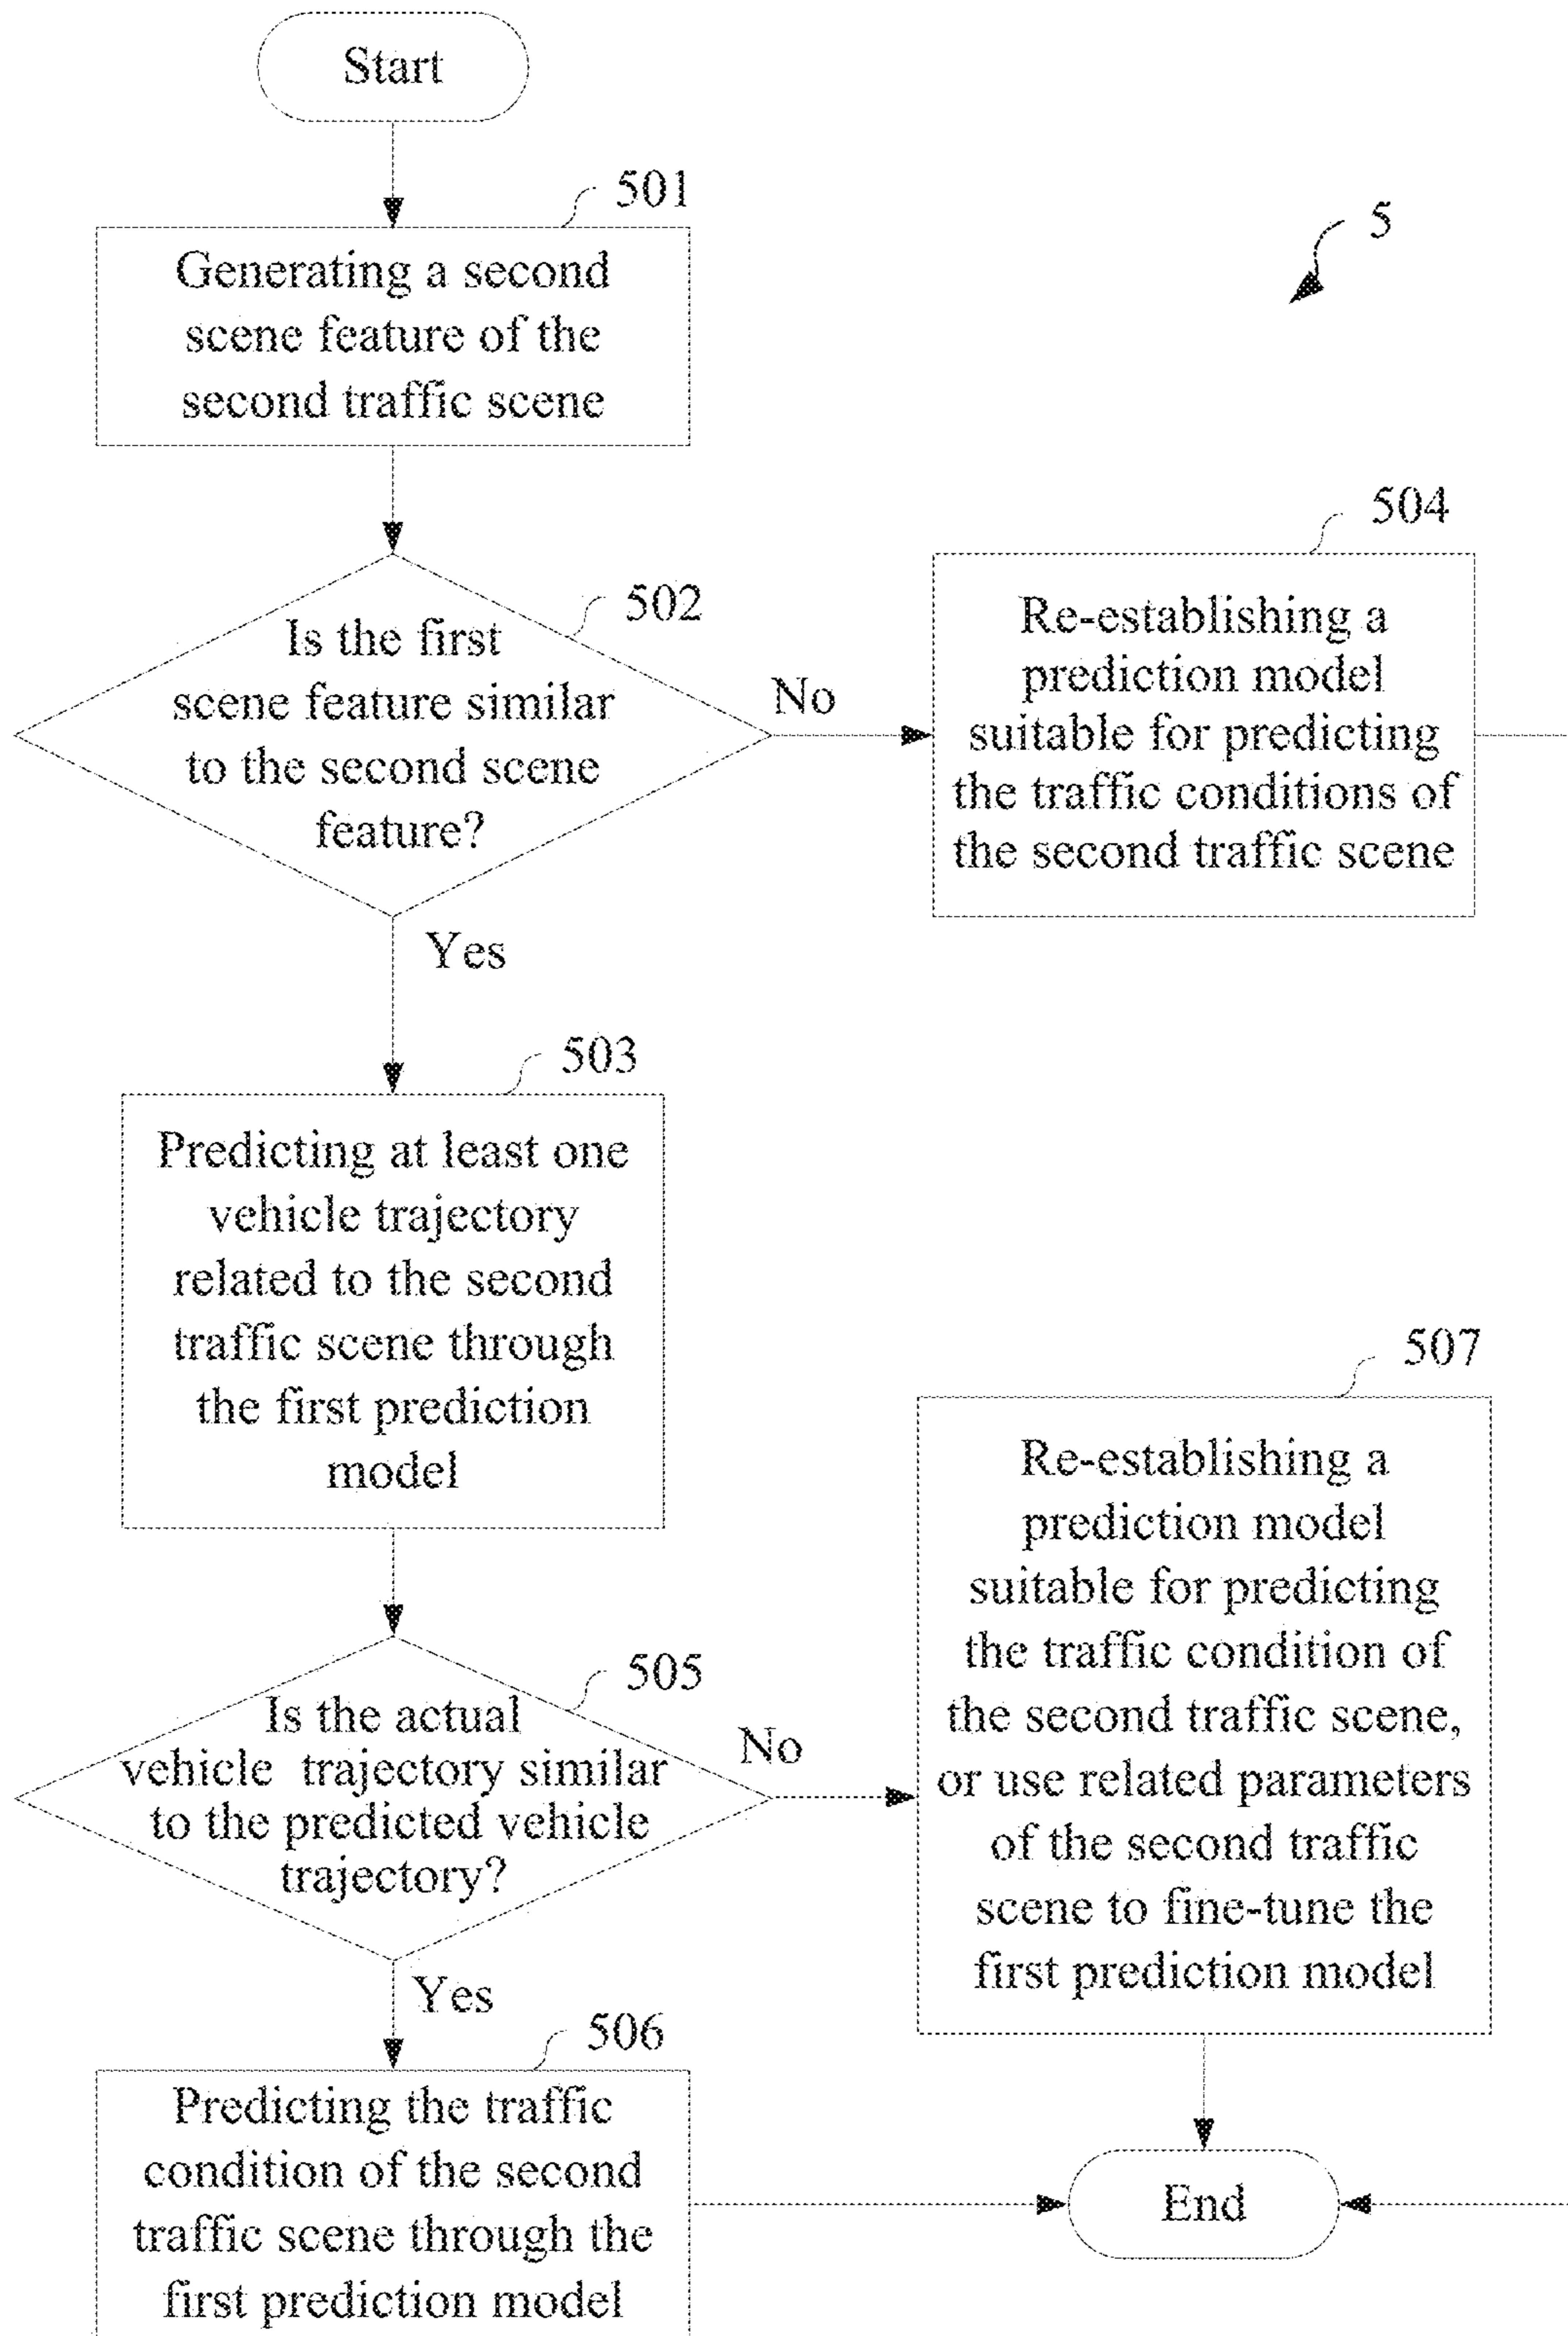 Start
501
Generating a second
scene feature of the
second traffic scene
5
502
Is the first
scene feature similar
to the second scene
feature?
No
504
Re-establishing a
prediction model
suitable for predicting
the traffic conditions of
the second traffic scene
Yes
503
Predicting at least one
vehicle trajectory
related to the second
traffic scene through
the first prediction
model
505
Is the actual
vehicle trajectory similar
to the predicted vehicle
trajectory?
No
507
Re-establishing a
prediction model
suitable for predicting
the traffic condition of
the second traffic scene,
or use related parameters
of the second traffic
scene to fine-tune the
first prediction model
Yes
506
Predicting the traffic
condition of the second
traffic scene through the
first prediction model
End